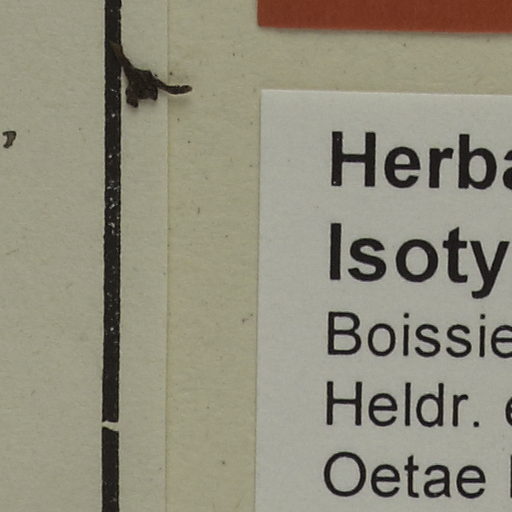 Herba
Isoty
Boissie
Heldr. e
Oetae